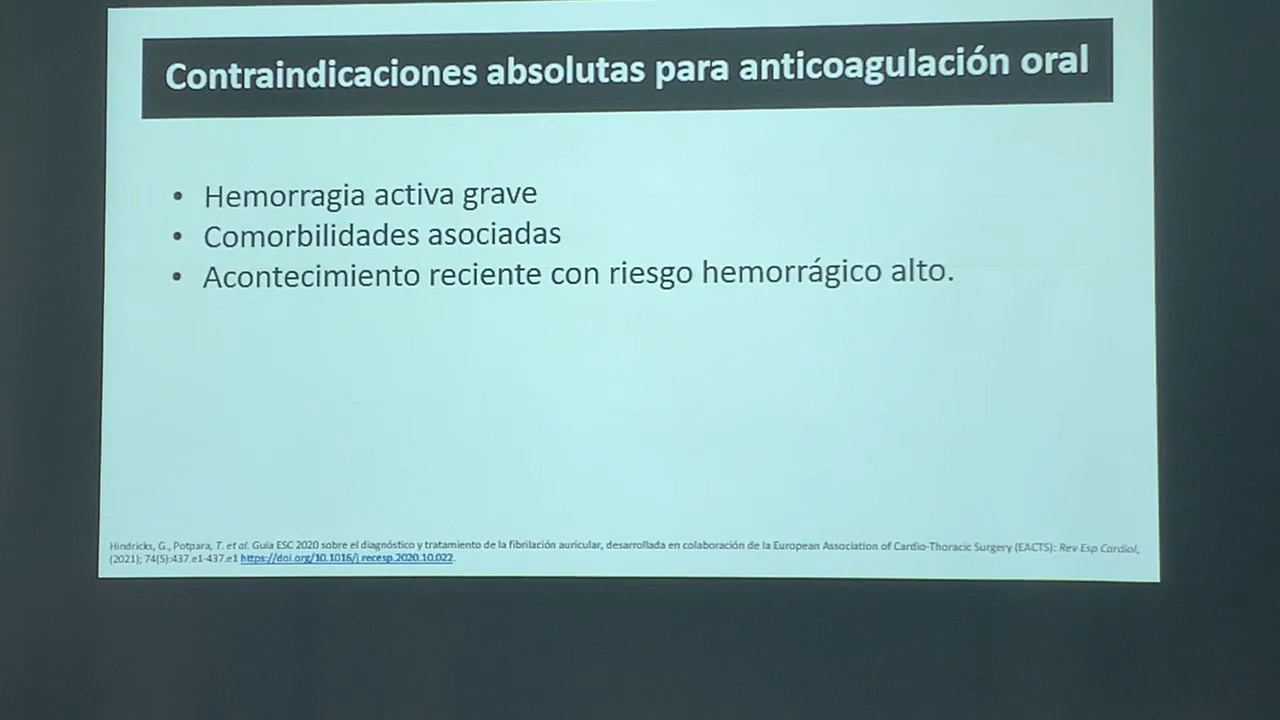 Contraindicaciones absolutas para anticoagulación oral
• Hemorragia activa grave
• Comorbilidades asociadas
• Acontecimiento reciente con riesgo hemorrágico alto.
Hindricks, G., Potpara, T. et al. Guía ESC 2020 sobre el diagnóstico y tratamiento de la fibrilación auricular, desarrollada en colaboración de la European Association of Cardio-Thoracic Surgery (EACTS): Rev Esp Cardiol,
(2021); 74(5):437.e1-437.e1 https://doi.org/10.1016/j.recesp.2020.10.022.